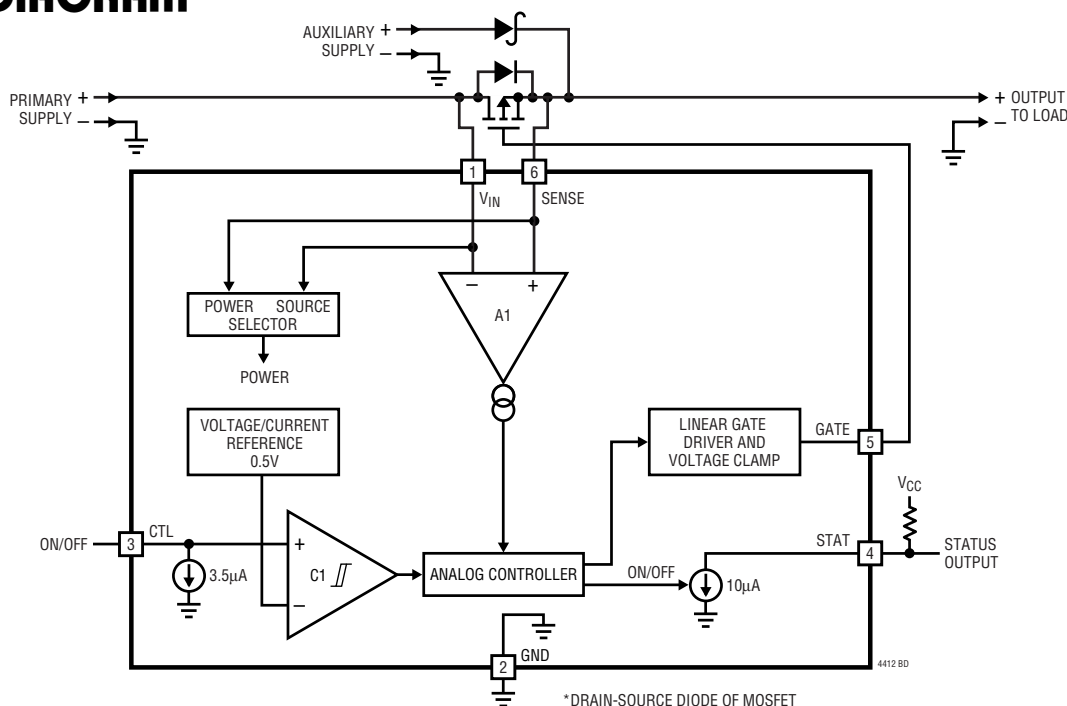 AUXILIARY +
SUPPLY –
PRIMARY +
SUPPLY –
+ OUTPUT
– TO LOAD
1
6
VIN
SENSE
– +
A1
POWER SOURCE
SELECTOR
POWER
VOLTAGE/CURRENT
REFERENCE
0.5V
LINEAR GATE
DRIVER AND
VOLTAGE CLAMP
GATE
5
VCC
ON/OFF
3
CTL
3.5µA
+
–
C1
ANALOG CONTROLLER
ON/OFF
10µA
STAT
4
STATUS
OUTPUT
2
GND
4412 BD
*DRAIN-SOURCE DIODE OF MOSFET